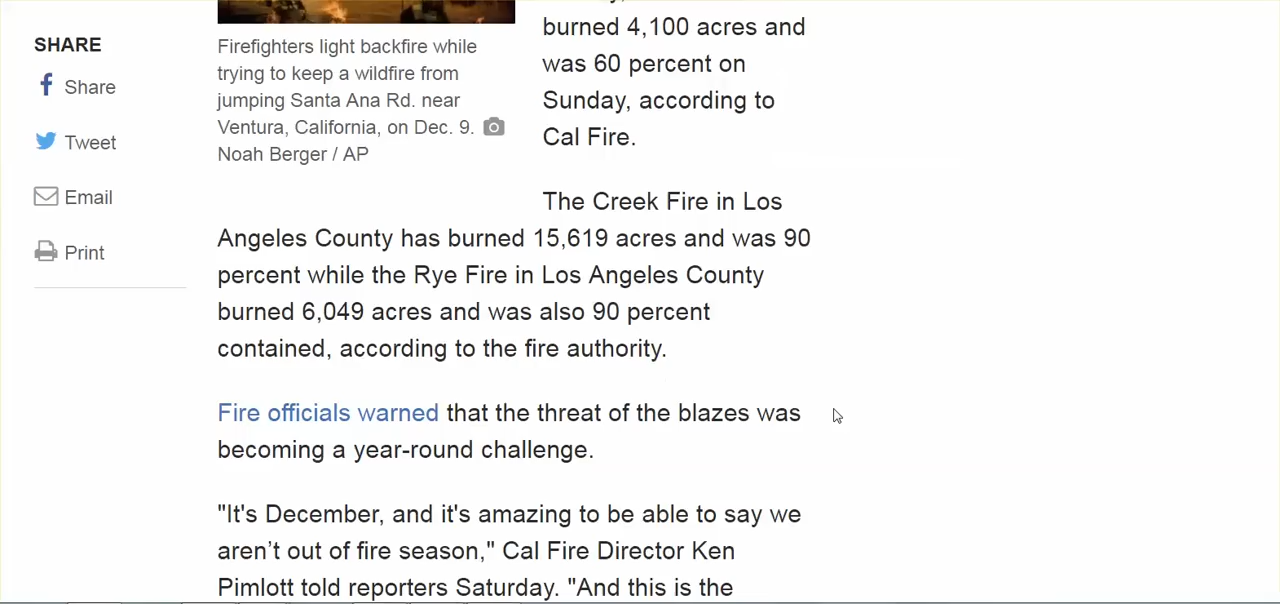 SHARE
Share
Tweet
Email
Print
Firefighters light backfire while
trying to keep a wildfire from
jumping Santa Ana Rd. near
Ventura, California, on Dec. 9.
Noah Berger / AP
burned 4,100 acres and
was 60 percent on
Sunday, according to
Cal Fire.
The Creek Fire in Los
Angeles County has burned 15,619 acres and was 90
percent while the Rye Fire in Los Angeles County
burned 6,049 acres and was also 90 percent
contained, according to the fire authority.
Fire officials warned that the threat of the blazes was
becoming a year-round challenge.
"It's December, and it's amazing to be able to say we
aren’t out of fire season," Cal Fire Director Ken
Pimlott told reporters Saturday. "And this is the